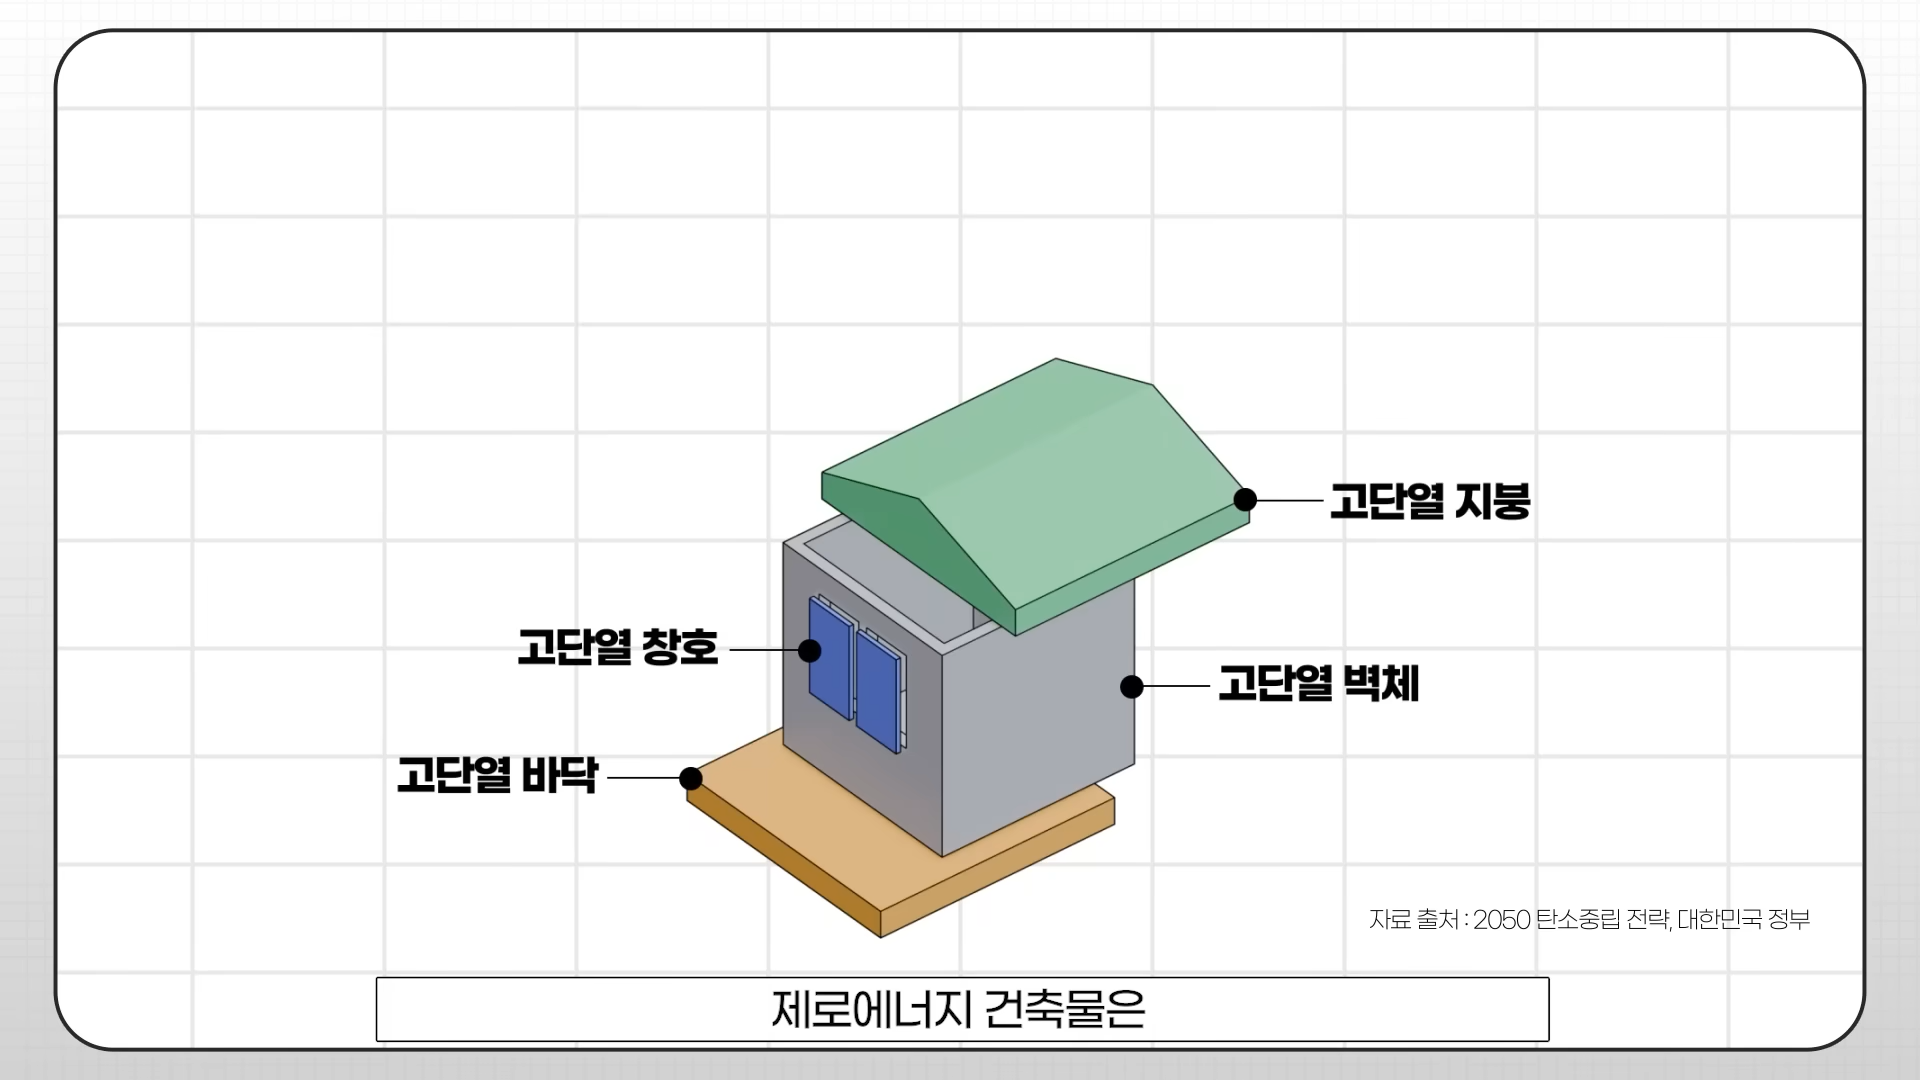 고단열 지붕
고단열 창호
고단열 벽체
고단열 바닥
자료 출처 : 2050 탄소중립 전략, 대한민국 정부
제로에너지 건축물은